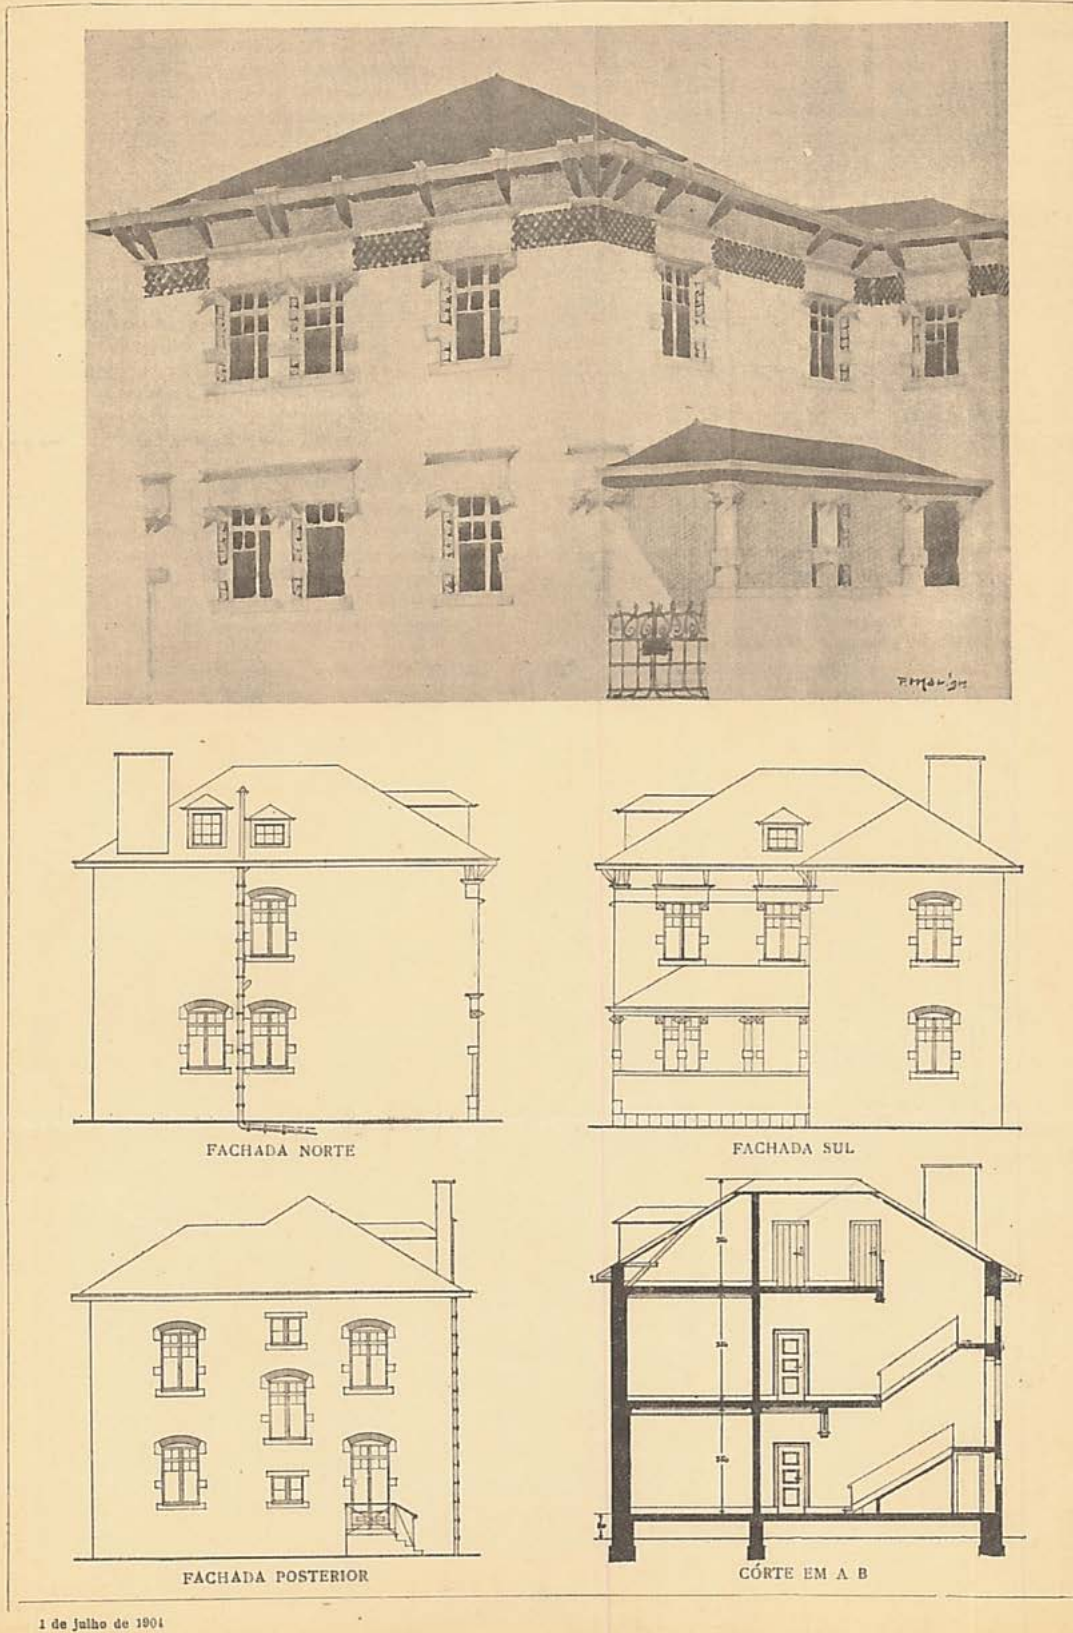 FACHADA NORTE
FACHADA SUL
FACHADA POSTERIOR
CÓRTE EM A B
1 de julho de 1904